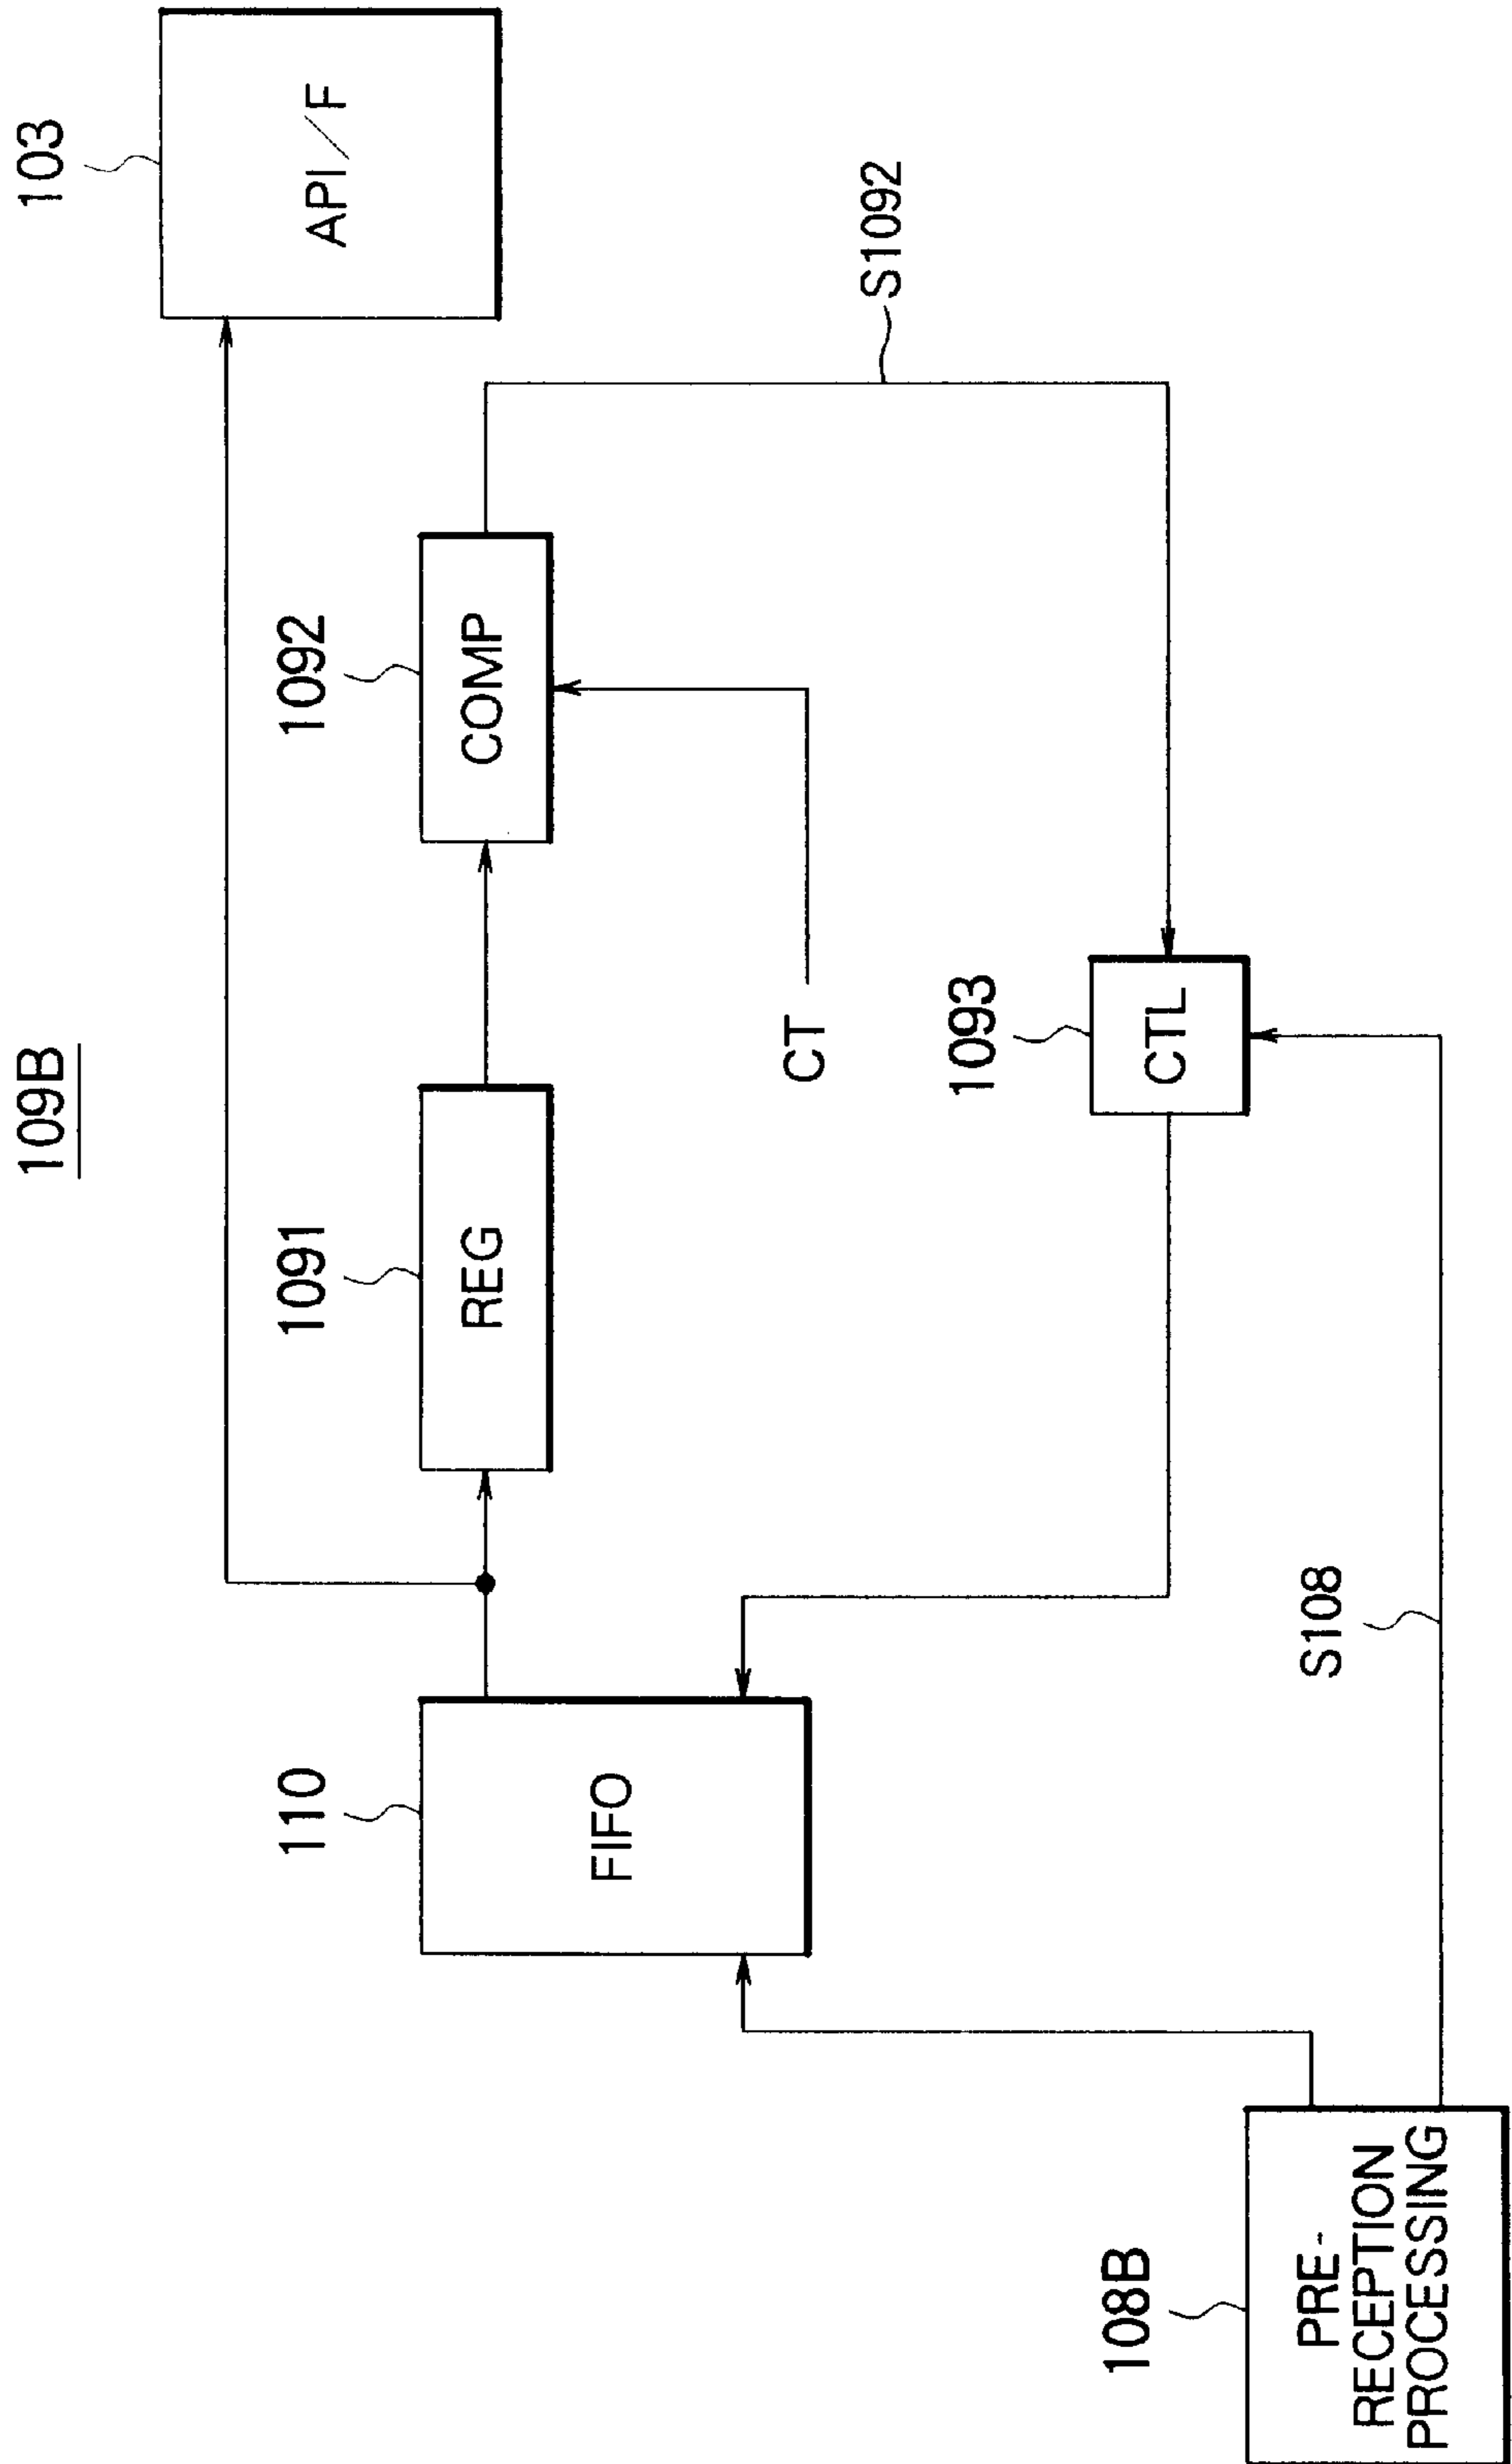 109B
103
API/F
110
FIFO
1091
REG
1092
COMP
CT
S1092
1093
CTL
S108
108B
PRE-
RECEPTION
PROCESSING